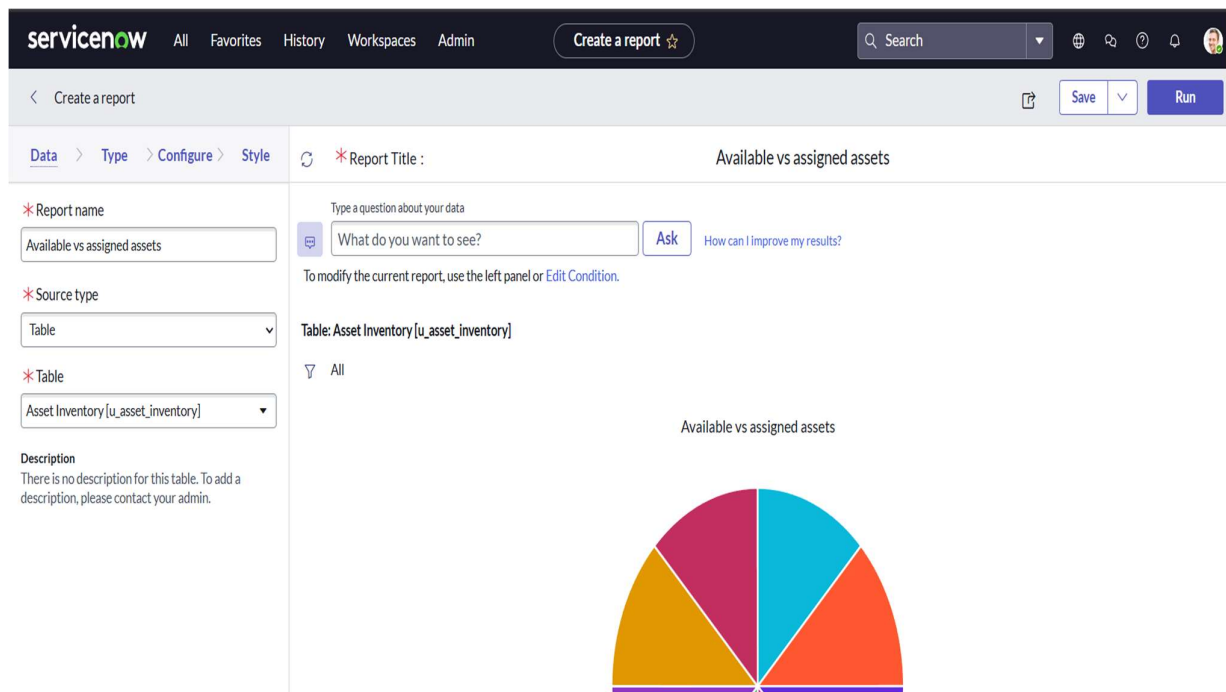 servicenow All Favorites History Workspaces Admin Create a report Search
Create a report Save Run
Data Type Configure Style
Report Title : Available vs assigned assets
Report name
Available vs assigned assets
Source type
Table
Table
Asset Inventory [u_asset_inventory]
Description
There is no description for this table. To add a
description, please contact your admin.
Type a question about your data
What do you want to see? Ask How can I improve my results?
To modify the current report, use the left panel or Edit Condition.
Table: Asset Inventory [u_asset_inventory]
All
Available vs assigned assets